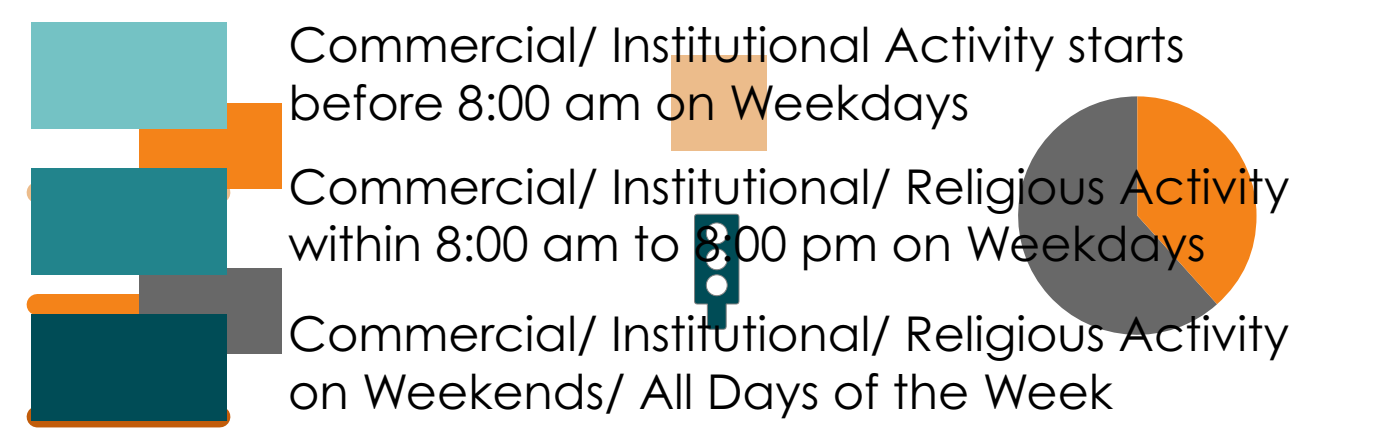 Commercial/ Institutional Activity starts
before 8:00 am on Weekdays
Commercial/ Institutional/ Religious Activity
within 8:00 am to 8:00 pm on Weekdays
Commercial/ Institutional/ Religious Activity
on Weekends/ All Days of the Week